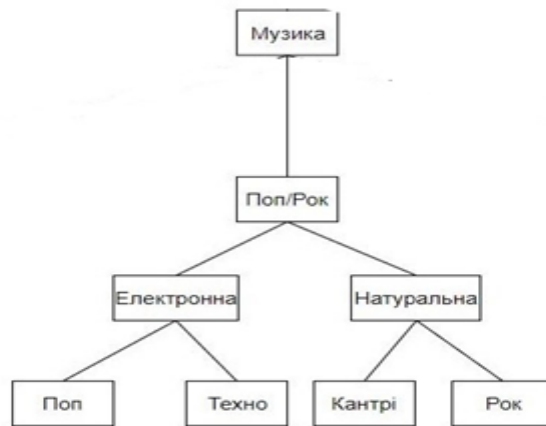 Музика
Поп/Рок
Електронна
Натуральна
Поп
Техно
Кантрі
Рок